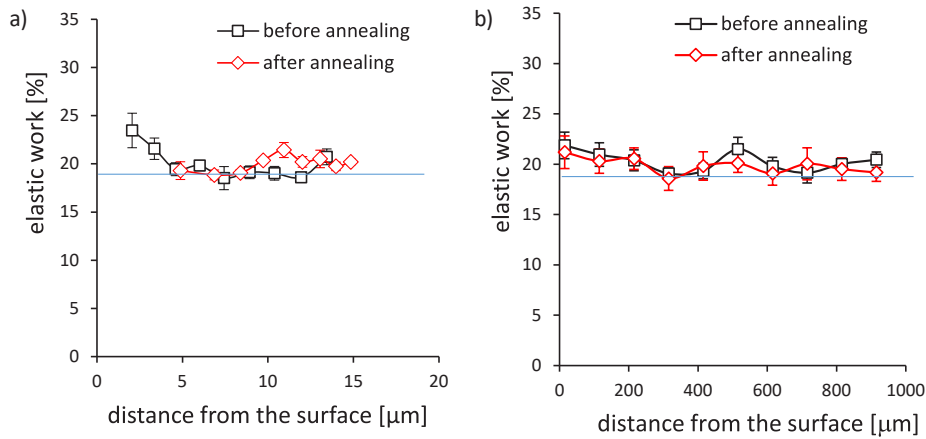 a)
before annealing
after annealing
elastic work [%]
35
30
25
20
15
10
5
0
0 5 10 15 20
distance from the surface [µm]
b)
before annealing
after annealing
elastic work [%]
35
30
25
20
15
10
5
0
0 200 400 600 800 1000
distance from the surface [µm]